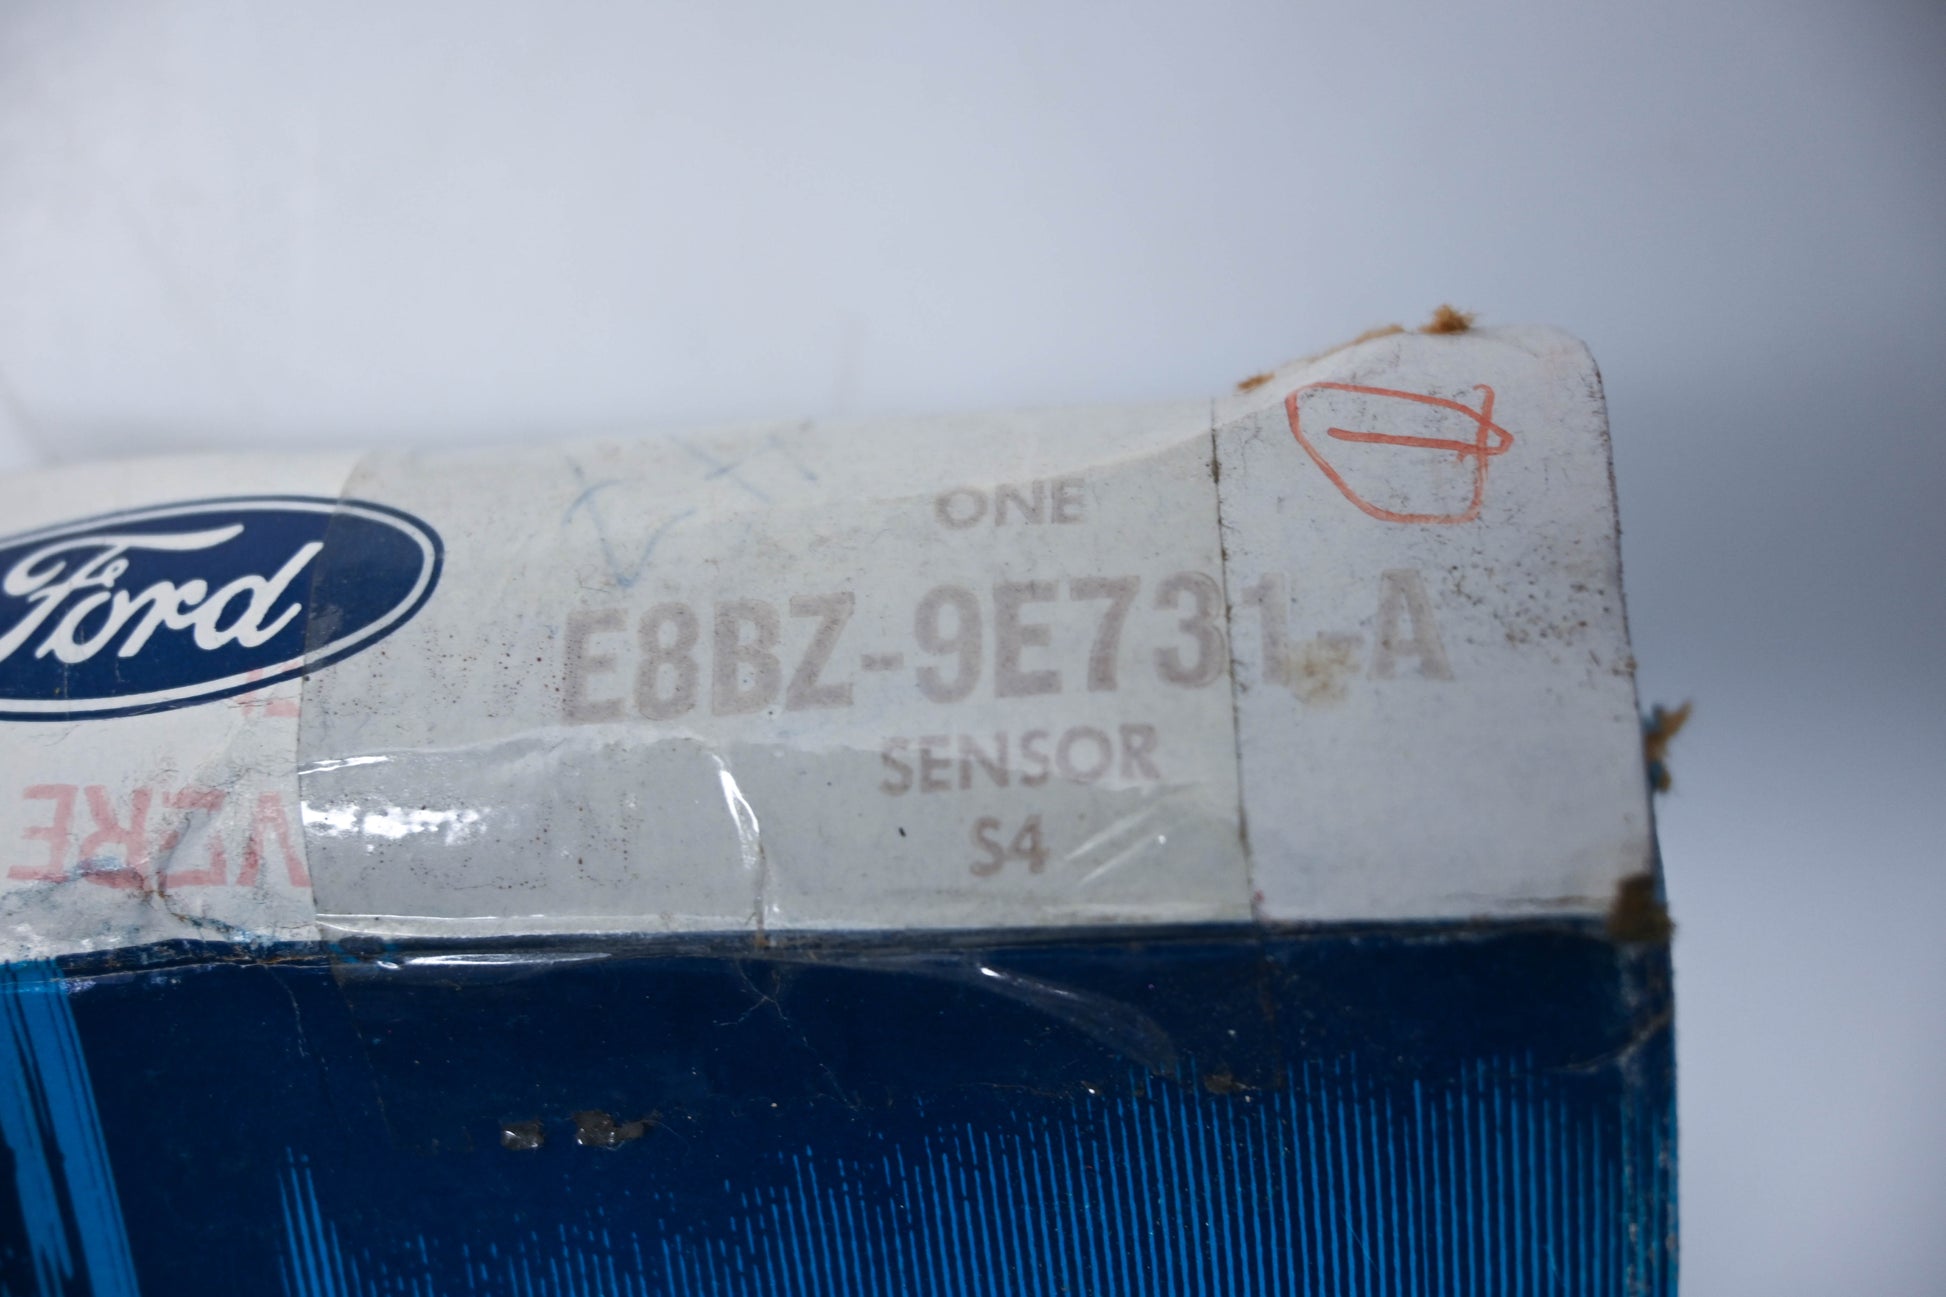 ONE
Ford
E8BZ-9E731-A
SENSOR
S4